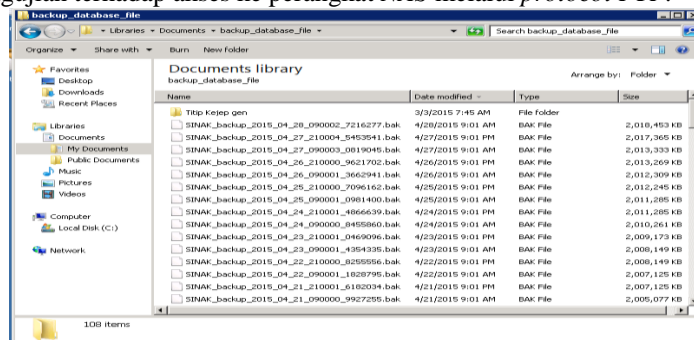 gujian terhadap akses ke perangkat NAS melalui protocol FTP.
backup_database_file
Libraries Documents backup_database_file
Search backup_database_file
Organize Share with Burn New folder
Favorites
Desktop
Downloads
Recent Places
Libraries
Documents
My Documents
Public Documents
Music
Pictures
Videos
Computer
Local Disk (C:)
Network
Documents library
backup_database_file
Arrange by: Folder
Name Date modified Type Size
Titip Kejep gen 3/3/2015 7:45 AM File folder
SINAK_backup_2015_04_28_090002_7216277.bak 4/28/2015 9:01 AM BAK File 2,018,453 KB
SINAK_backup_2015_04_27_210004_5453541.bak 4/27/2015 9:01 PM BAK File 2,017,365 KB
SINAK_backup_2015_04_27_090003_0819045.bak 4/27/2015 9:01 AM BAK File 2,013,333 KB
SINAK_backup_2015_04_26_210000_9621702.bak 4/26/2015 9:01 PM BAK File 2,013,269 KB
SINAK_backup_2015_04_26_090001_3662941.bak 4/26/2015 9:01 AM BAK File 2,012,309 KB
SINAK_backup_2015_04_25_210000_7096162.bak 4/25/2015 9:01 PM BAK File 2,012,245 KB
SINAK_backup_2015_04_25_090001_0981400.bak 4/25/2015 9:01 AM BAK File 2,011,285 KB
SINAK_backup_2015_04_24_210001_4866639.bak 4/24/2015 9:01 PM BAK File 2,011,285 KB
SINAK_backup_2015_04_24_090000_8455860.bak 4/24/2015 9:01 AM BAK File 2,010,261 KB
SINAK_backup_2015_04_23_210001_0469096.bak 4/23/2015 9:01 PM BAK File 2,009,173 KB
SINAK_backup_2015_04_23_090001_4354335.bak 4/23/2015 9:01 AM BAK File 2,008,149 KB
SINAK_backup_2015_04_22_210000_8255556.bak 4/22/2015 9:01 PM BAK File 2,008,149 KB
SINAK_backup_2015_04_22_090001_1828795.bak 4/22/2015 9:01 AM BAK File 2,007,125 KB
SINAK_backup_2015_04_21_210001_6182034.bak 4/21/2015 9:01 PM BAK File 2,007,125 KB
SINAK_backup_2015_04_21_090000_9927255.bak 4/21/2015 9:01 AM BAK File 2,005,077 KB
108 items